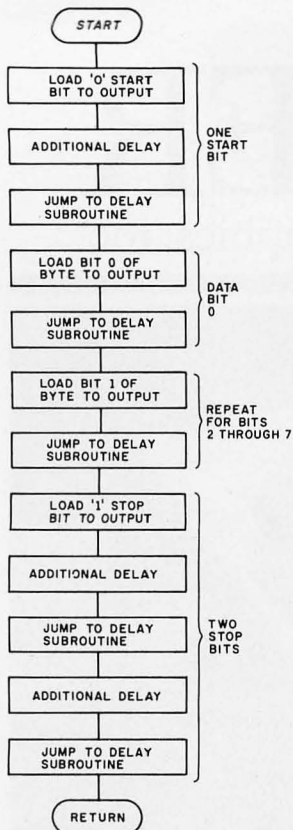 START
LOAD '0' START
BIT TO OUTPUT
ADDITIONAL DELAY
JUMP TO DELAY
SUBROUTINE
ONE
START
BIT
LOAD BIT 0 OF
BYTE TO OUTPUT
JUMP TO DELAY
SUBROUTINE
DATA
BIT
0
LOAD BIT 1 OF
BYTE TO OUTPUT
JUMP TO DELAY
SUBROUTINE
REPEAT
FOR BITS
2 THROUGH 7
LOAD '1' STOP
BIT TO OUTPUT
ADDITIONAL DELAY
JUMP TO DELAY
SUBROUTINE
ADDITIONAL DELAY
JUMP TO DELAY
SUBROUTINE
TWO
STOP
BITS
RETURN